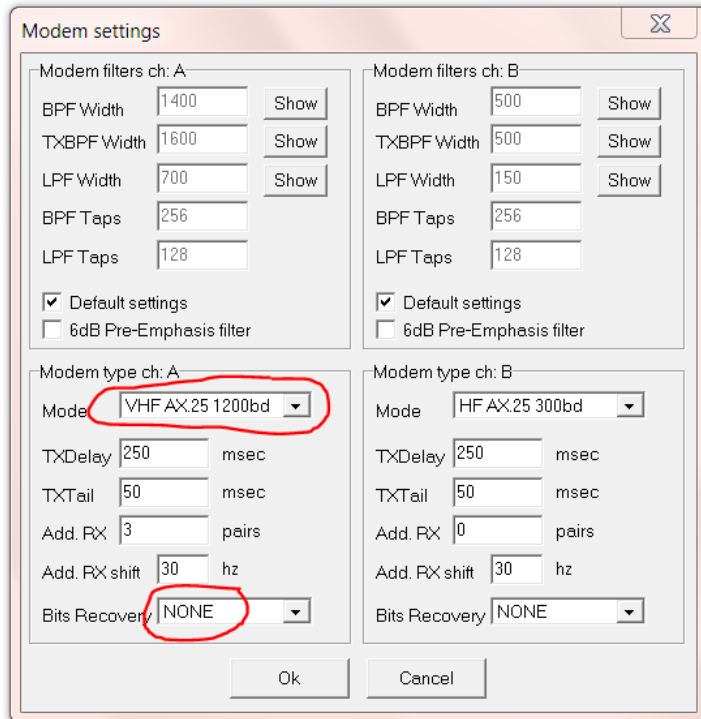 Modem settings
Modem filters ch: A
BPF Width 1400 Show
TXBPF Width 1600 Show
LPF Width 700 Show
BPF Taps 256
LPF Taps 128
Default settings
6dB Pre-Emphasis filter
Modem filters ch: B
BPF Width 500 Show
TXBPF Width 500 Show
LPF Width 150 Show
BPF Taps 256
LPF Taps 128
Default settings
6dB Pre-Emphasis filter
Modem type ch: A
Mode VHF AX.25 1200bd
TXDelay 250 msec
TXTail 50 msec
Add. RX 3 pairs
Add. RX shift 30 hz
Bits Recovery NONE
Modem type ch: B
Mode HF AX.25 300bd
TXDelay 250 msec
TXTail 50 msec
Add. RX 0 pairs
Add. RX shift 30 hz
Bits Recovery NONE
Ok Cancel